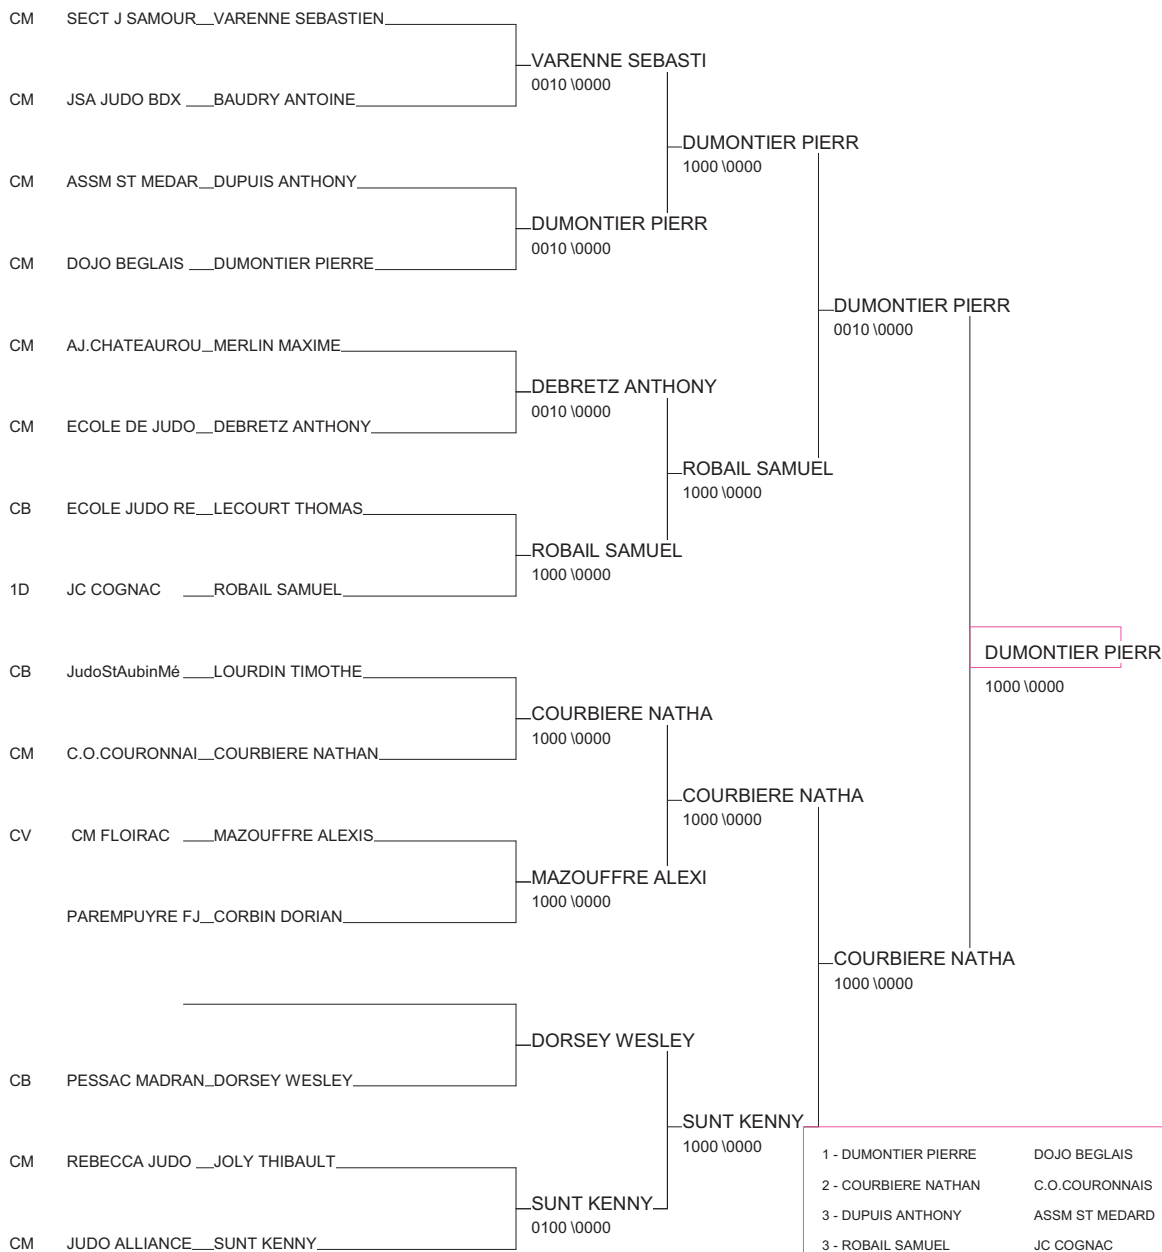 CM SECT J SAMOUR VARENNE SEBASTIEN
VARENNE SEBASTI
0010 \0000
CM JSA JUDO BDX BAUDRY ANTOINE
DUMONTIER PIERR
1000 \0000
CM ASSM ST MEDAR DUPUIS ANTHONY
DUMONTIER PIERR
0010 \0000
CM DOJO BEGLAIS DUMONTIER PIERRE
DUMONTIER PIERR
0010 \0000
CM AJ.CHATEAUROU MERLIN MAXIME
DEBRETZ ANTHONY
0010 \0000
CM ECOLE DE JUDO DEBRETZ ANTHONY
ROBAIL SAMUEL
1000 \0000
CB ECOLE JUDO RE LECOURT THOMAS
ROBAIL SAMUEL
1000 \0000
1D JC COGNAC ROBAIL SAMUEL
DUMONTIER PIERR
1000 \0000
CB JudoStAubinMé LOURDIN TIMOTHE
COURBIERE NATHA
1000 \0000
CM C.O.COURONNAI COURBIERE NATHAN
COURBIERE NATHA
1000 \0000
CV CM FLOIRAC MAZOUFFRE ALEXIS
MAZOUFFRE ALEXI
1000 \0000
PAREMPUYRE FJ CORBIN DORIAN
COURBIERE NATHA
1000 \0000
DORSEY WESLEY
CB PESSAC MADRAN DORSEY WESLEY
SUNT KENNY
1000 \0000
CM REBECCA JUDO JOLY THIBAULT
SUNT KENNY
0100 \0000
CM JUDO ALLIANCE SUNT KENNY
1 - DUMONTIER PIERRE DOJO BEGLAIS
2 - COURBIERE NATHAN C.O.COURONNAIS
3 - DUPUIS ANTHONY ASSM ST MEDARD
3 - ROBAIL SAMUEL JC COGNAC